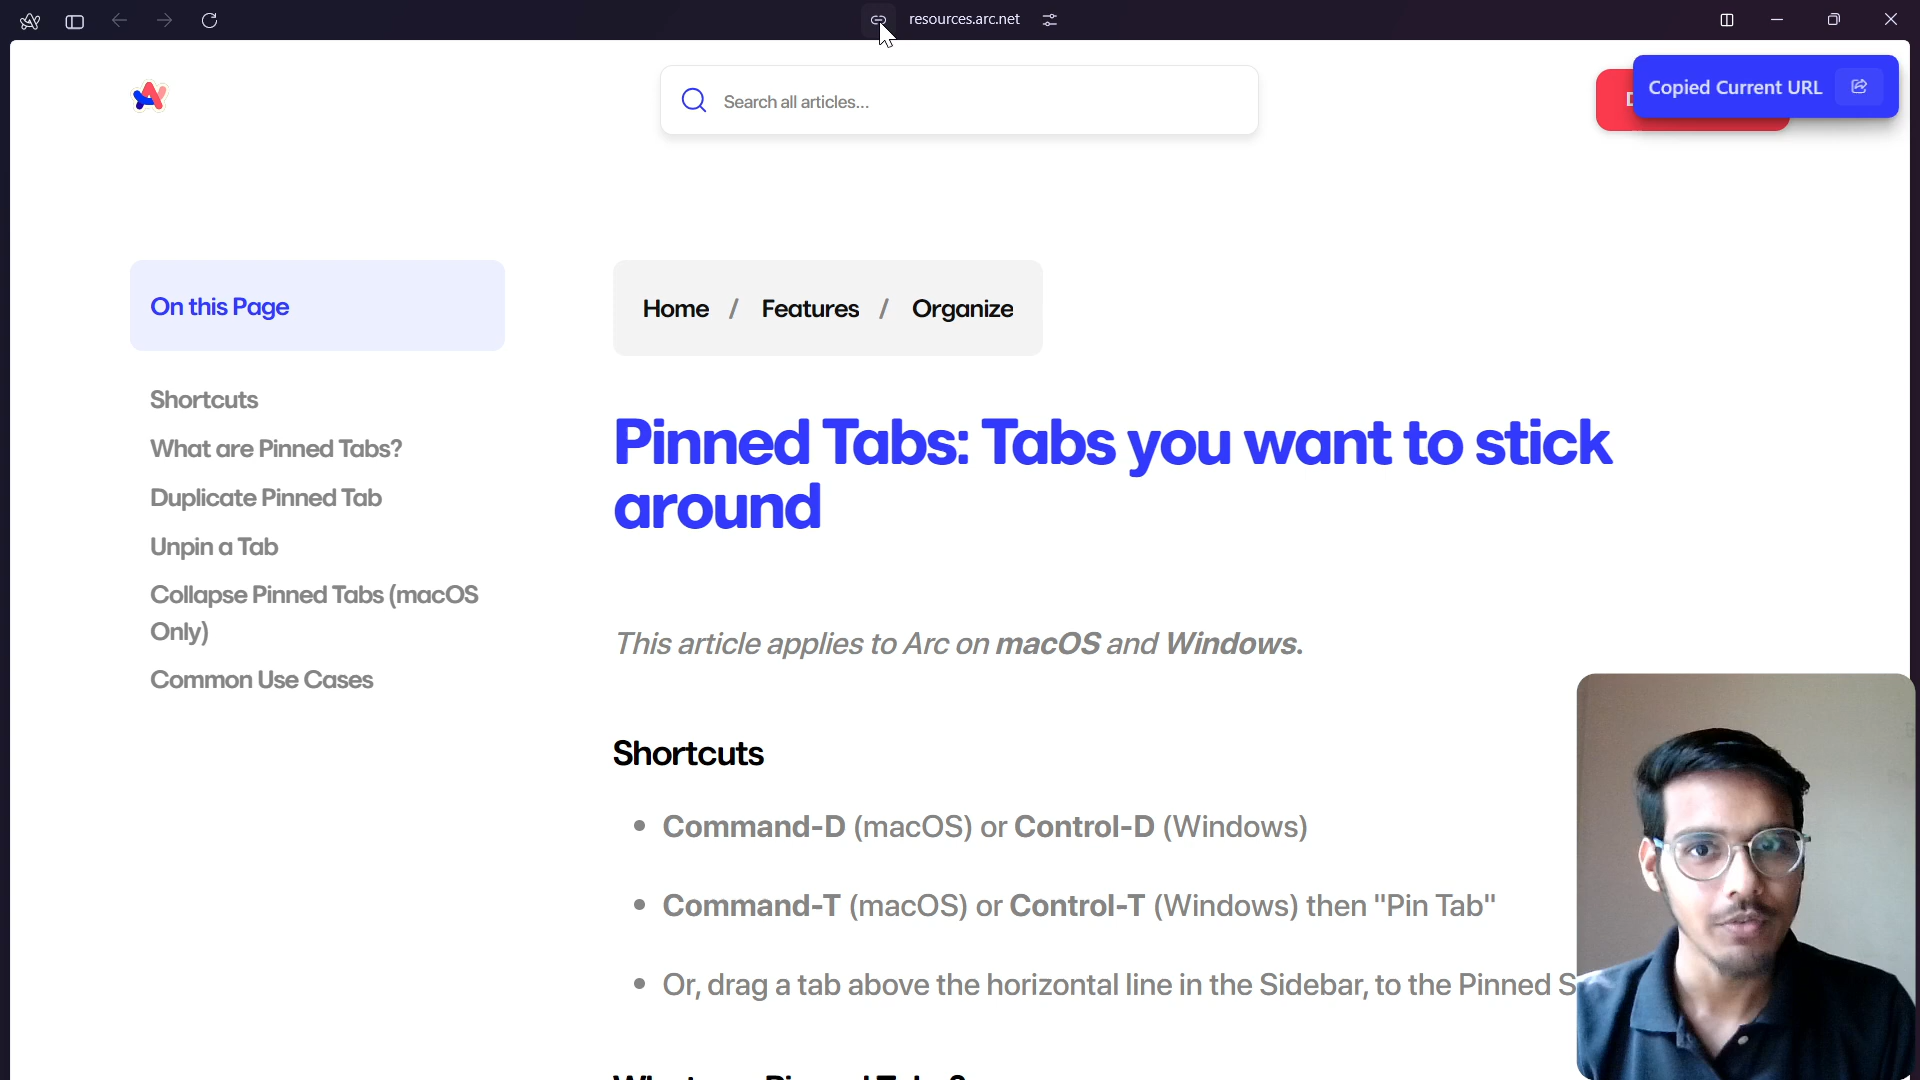 resources.arc.net
Search all articles...
Copied Current URL
On this Page
Shortcuts
What are Pinned Tabs?
Duplicate Pinned Tab
Unpin a Tab
Collapse Pinned Tabs (macOS
Only)
Common Use Cases
Home / Features / Organize
Pinned Tabs: Tabs you want to stick
around
This article applies to Arc on macOS and Windows.
Shortcuts
• Command-D (macOS) or Control-D (Windows)
• Command-T (macOS) or Control-T (Windows) then "Pin Tab"
• Or, drag a tab above the horizontal line in the Sidebar, to the Pinned S